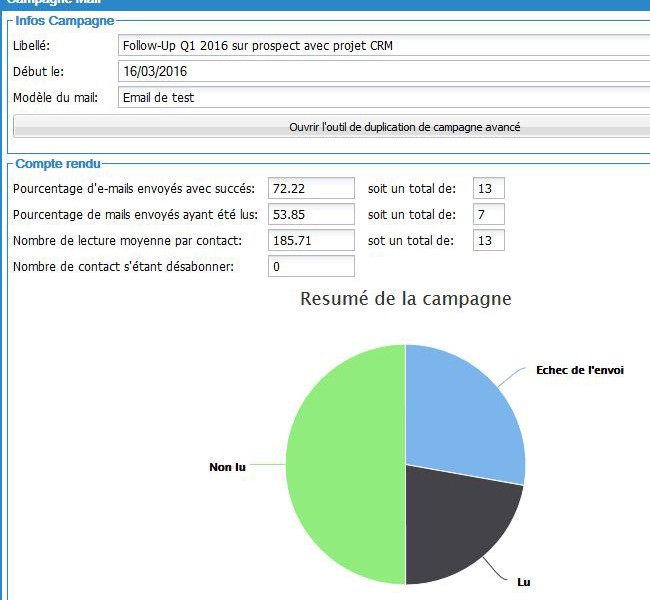 Campagne Mail
Infos Campagne
Libellé: Follow-Up Q1 2016 sur prospect avec projet CRM
Début le: 16/03/2016
Modèle du mail: Email de test
Ouvrir l'outil de duplication de campagne avancé
Compte rendu
Pourcentage d'e-mails envoyés avec succés: 72.22 soit un total de: 13
Pourcentage de mails envoyés ayant été lus: 53.85 soit un total de: 7
Nombre de lecture moyenne par contact: 185.71 sot un total de: 13
Nombre de contact s'étant désabonner: 0
Resumé de la campagne
Echec de l'envoi
Non lu
Lu